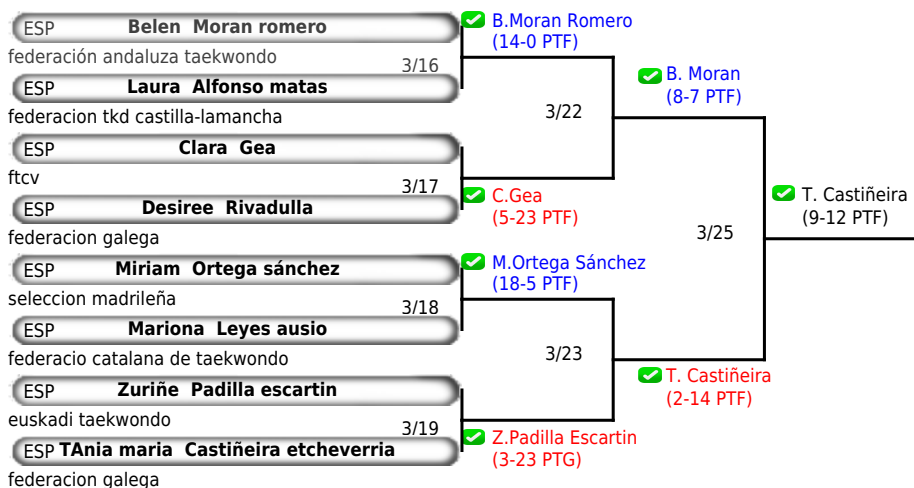 ESP Belen Moran romero
federación andaluza taekwondo
3/16
ESP Laura Alfonso matas
federacion tkd castilla-lamancha
ESP Clara Gea
ftcv
3/17
ESP Desiree Rivadulla
federacion galega
ESP Miriam Ortega sánchez
seleccion madrileña
3/18
ESP Mariona Leyes ausio
federacio catalana de taekwondo
ESP Zuriñe Padilla escartin
euskadi taekwondo
3/19
ESP TAnia maria Castiñeira etcheverria
federacion galega
B.Moran Romero
(14-0 PTF)
3/22
C.Gea
(5-23 PTF)
M.Ortega Sánchez
(18-5 PTF)
3/23
Z.Padilla Escartin
(3-23 PTG)
B. Moran
(8-7 PTF)
3/25
T. Castiñeira
(2-14 PTF)
T. Castiñeira
(9-12 PTF)